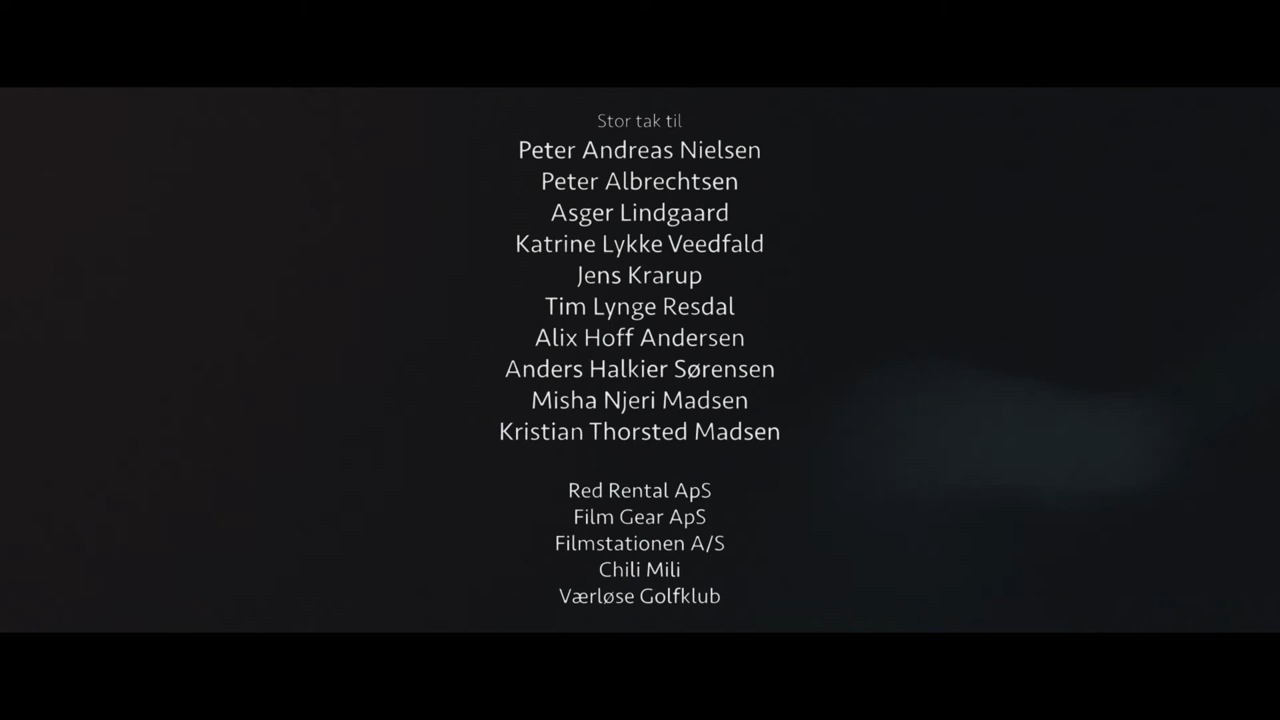 Stor tak til
Peter Andreas Nielsen
Peter Albrechtsen
Asger Lindgaard
Katrine Lykke Veedfald
Jens Krarup
Tim Lynge Resdal
Alix Hoff Andersen
Anders Halkier Sørensen
Misha Njeri Madsen
Kristian Thorsted Madsen
Red Rental ApS
Film Gear ApS
Filmstationen A/S
Chili Mili
Værløse Golfklub